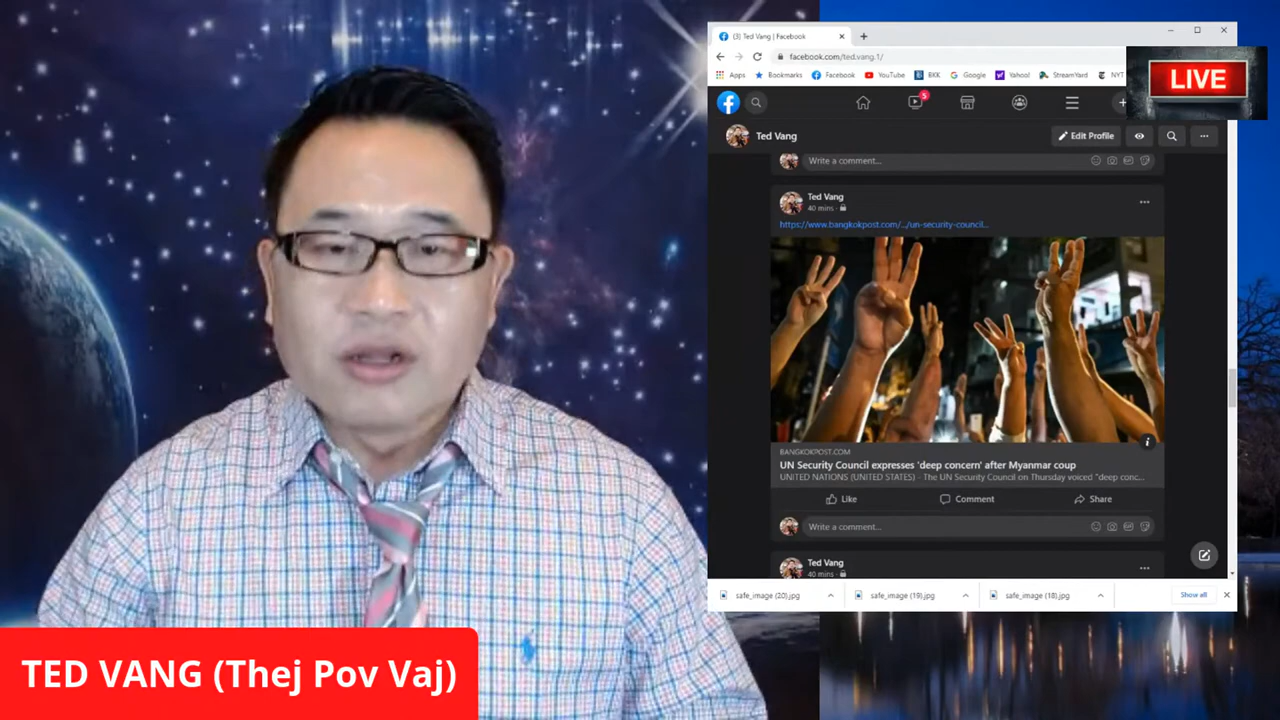 (3) Ted Vang | Facebook
facebook.com/ted.vang.1/
Apps
Bookmarks
Facebook
YouTube
BKK
Google
Yahoo!
StreamYard
NYT
LIVE
5
Ted Vang
Edit Profile
Write a comment...
Ted Vang
40 mins ·
https://www.bangkokpost.com/.../un-security-council...
BANGKOKPOST.COM
UN Security Council expresses 'deep concern' after Myanmar coup
UNITED NATIONS (UNITED STATES) - The UN Security Council on Thursday voiced "deep conc...
Like
Comment
Share
Write a comment...
Ted Vang
40 mins ·
safe_image (20).jpg
safe_image (19).jpg
safe_image (18).jpg
Show all
TED VANG (Thej Pov Vaj)